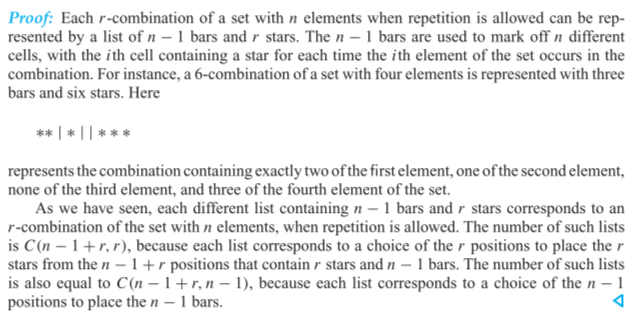 Proof: Each r-combination of a set with n elements when repetition is allowed can be rep-
resented by a list of n − 1 bars and r stars. The n − 1 bars are used to mark off n different
cells, with the ith cell containing a star for each time the ith element of the set occurs in the
combination. For instance, a 6-combination of a set with four elements is represented with three
bars and six stars. Here
** | * | | * * *
represents the combination containing exactly two of the first element, one of the second element,
none of the third element, and three of the fourth element of the set.
As we have seen, each different list containing n − 1 bars and r stars corresponds to an
r-combination of the set with n elements, when repetition is allowed. The number of such lists
is C(n − 1 + r, r), because each list corresponds to a choice of the r positions to place the r
stars from the n − 1 + r positions that contain r stars and n − 1 bars. The number of such lists
is also equal to C(n − 1 + r, n − 1), because each list corresponds to a choice of the n − 1
positions to place the n − 1 bars.